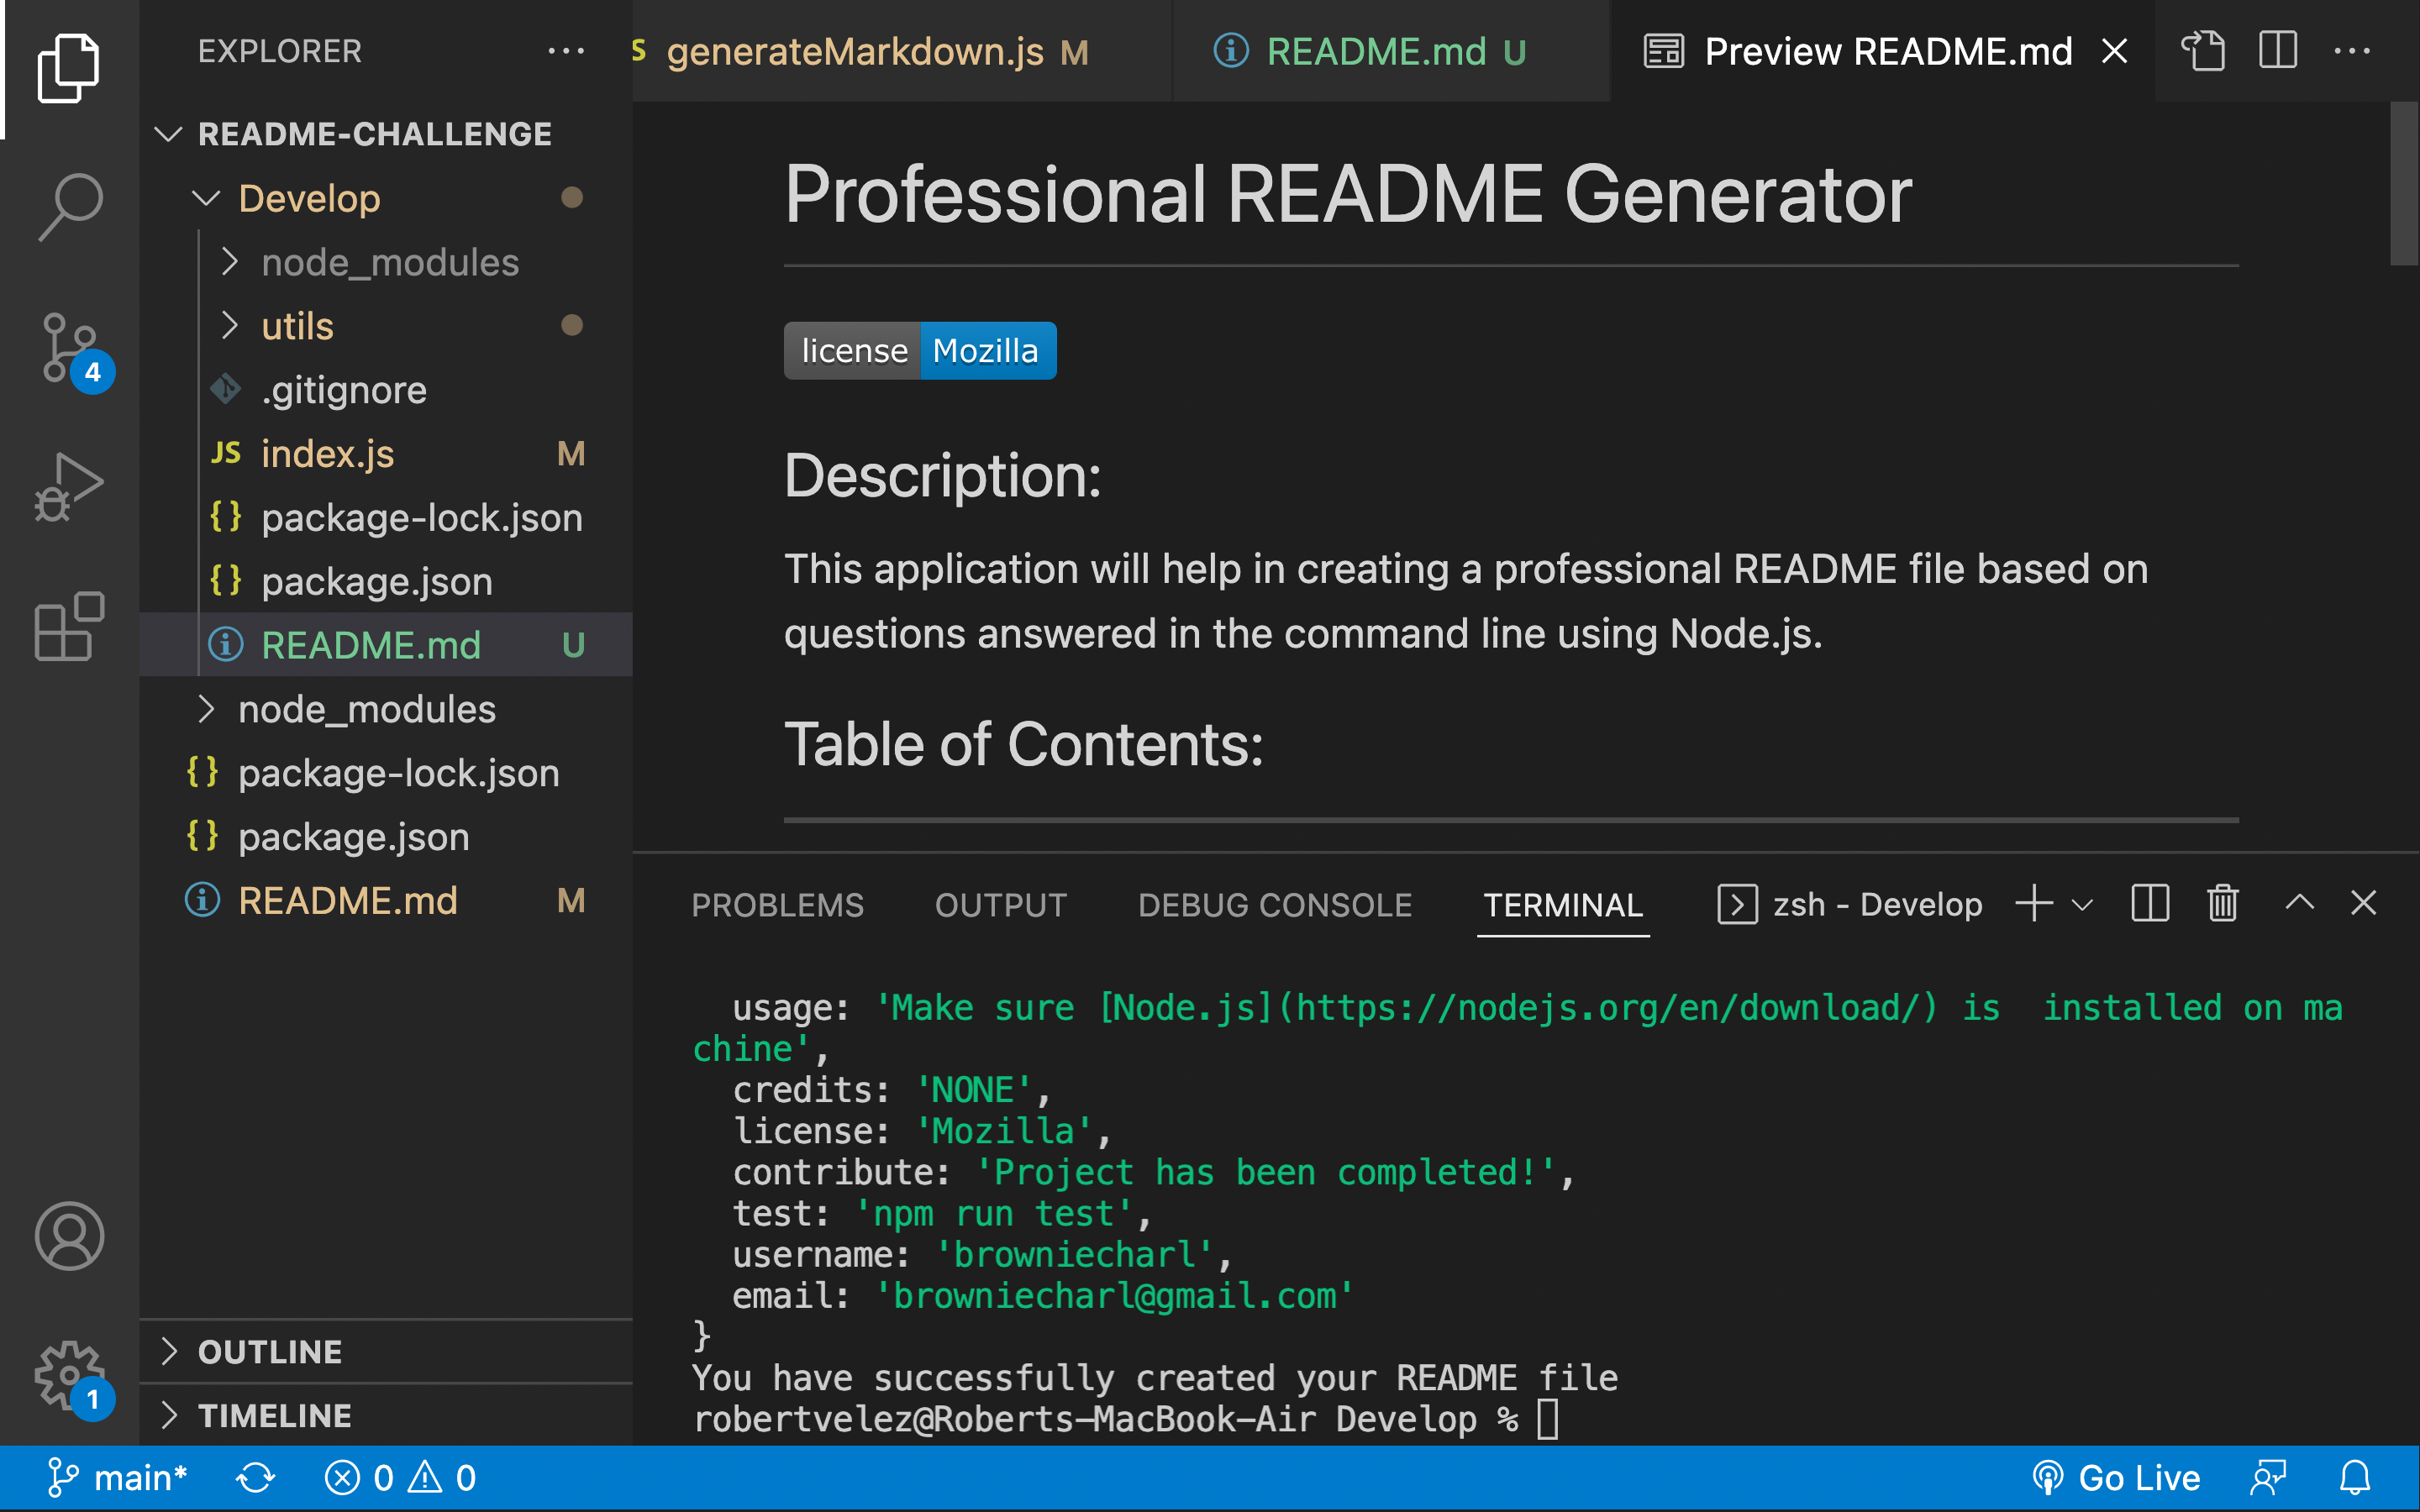 EXPLORER
README-CHALLENGE
Develop
node_modules
utils
.gitignore
JS index.js M
{} package-lock.json
{} package.json
README.md U
node_modules
{} package-lock.json
{} package.json
README.md M
OUTLINE
TIMELINE
4
1
S generateMarkdown.js M
README.md U
Preview README.md
Professional README Generator
license Mozilla
Description:
This application will help in creating a professional README file based on
questions answered in the command line using Node.js.
Table of Contents:
PROBLEMS OUTPUT DEBUG CONSOLE TERMINAL zsh - Develop
usage: 'Make sure [Node.js](https://nodejs.org/en/download/) is  installed on ma
chine',
credits: 'NONE',
license: 'Mozilla',
contribute: 'Project has been completed!',
test: 'npm run test',
username: 'browniecharl',
email: 'browniecharl@gmail.com'
}
You have successfully created your README file
robertvelez@Roberts-MacBook-Air Develop %
main* 0 0 Go Live